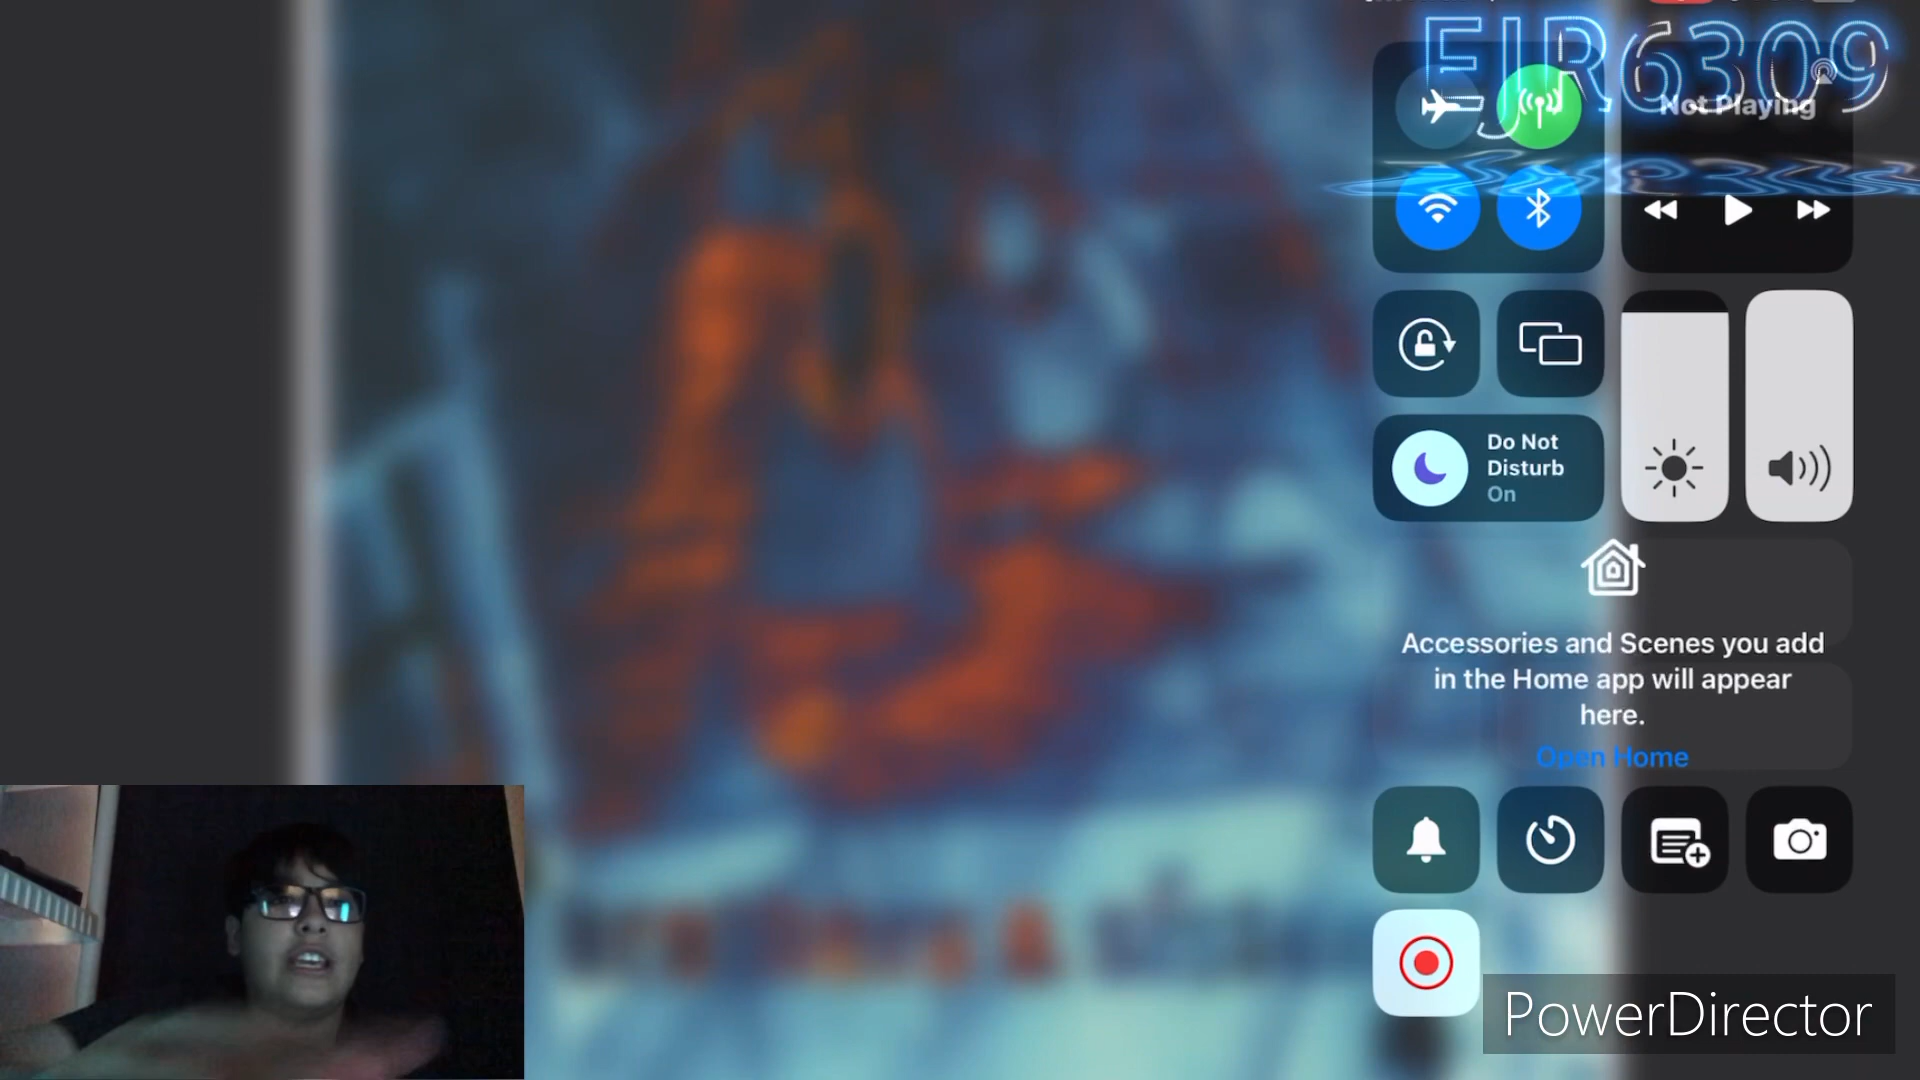 EJR6309
Not Playing
Do Not
Disturb
On
Accessories and Scenes you add
in the Home app will appear
here.
Open Home
PowerDirector